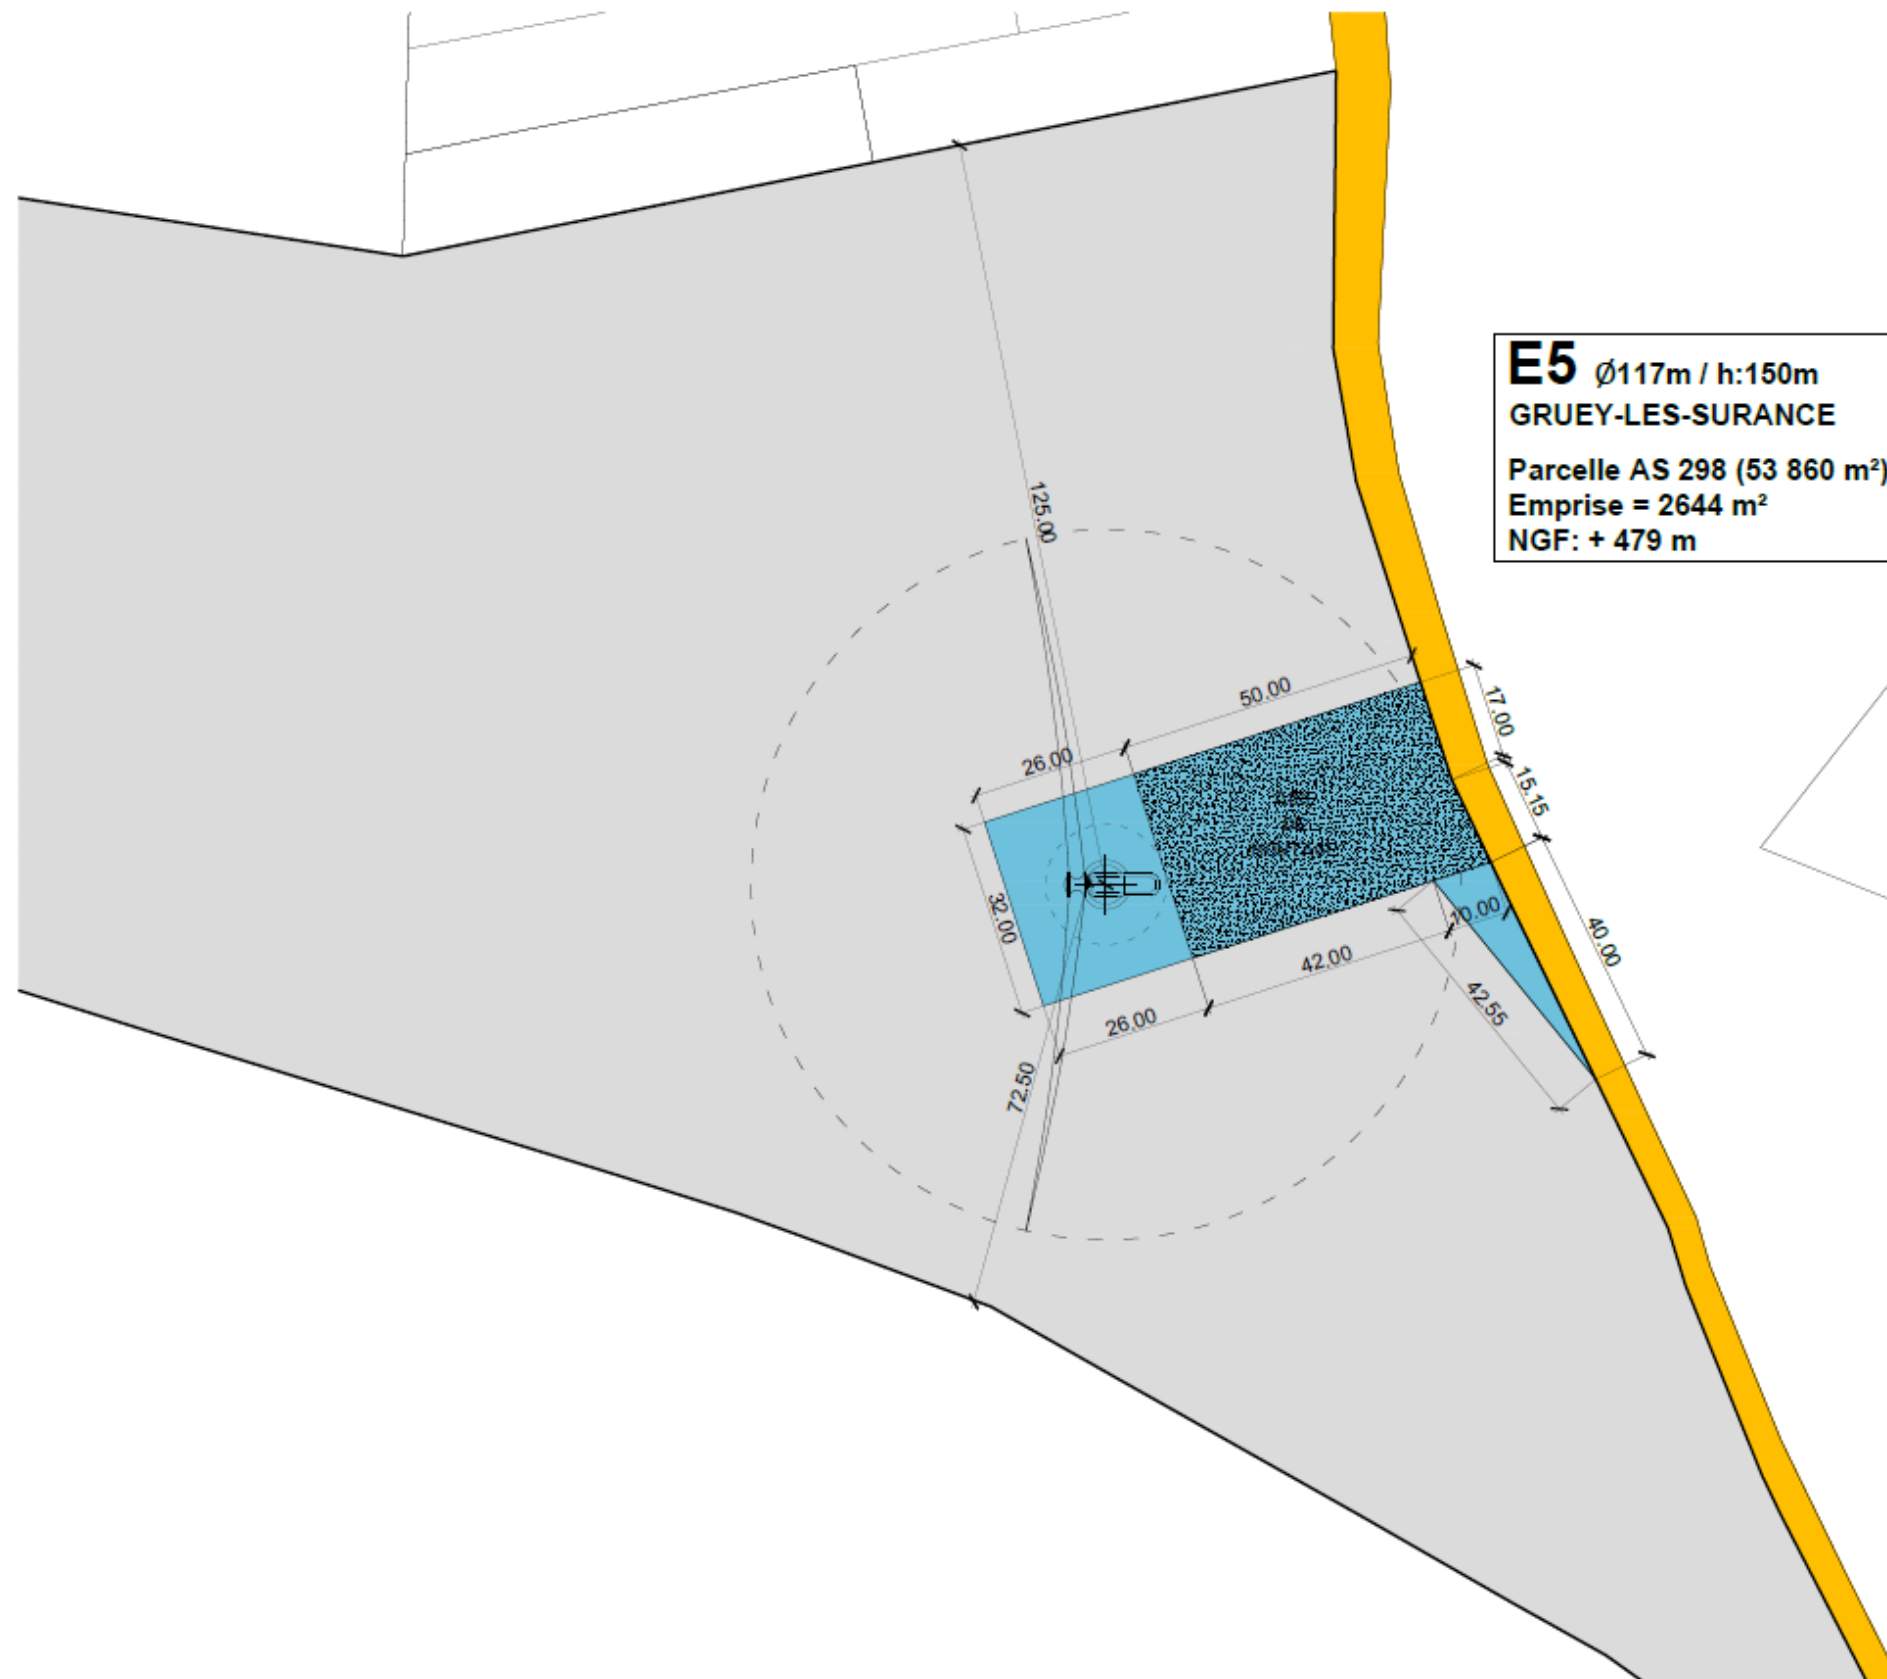 E5 Ø117m / h:150m
GRUEY-LES-SURANCE
Parcelle AS 298 (53 860 m²)
Emprise = 2644 m²
NGF: + 479 m
125.00
50.00
17.00
26.00
15.15
32.00
10.00
40.00
42.00
42.55
26.00
72.50